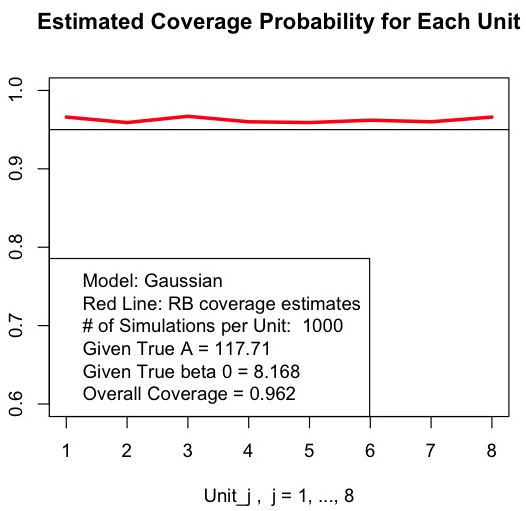 Estimated Coverage Probability for Each Unit
1.0
0.9
0.8
0.7
0.6
Model: Gaussian
Red Line: RB coverage estimates
# of Simulations per Unit:  1000
Given True A = 117.71
Given True beta 0 = 8.168
Overall Coverage = 0.962
1 2 3 4 5 6 7 8
Unit_j ,  j = 1, ..., 8